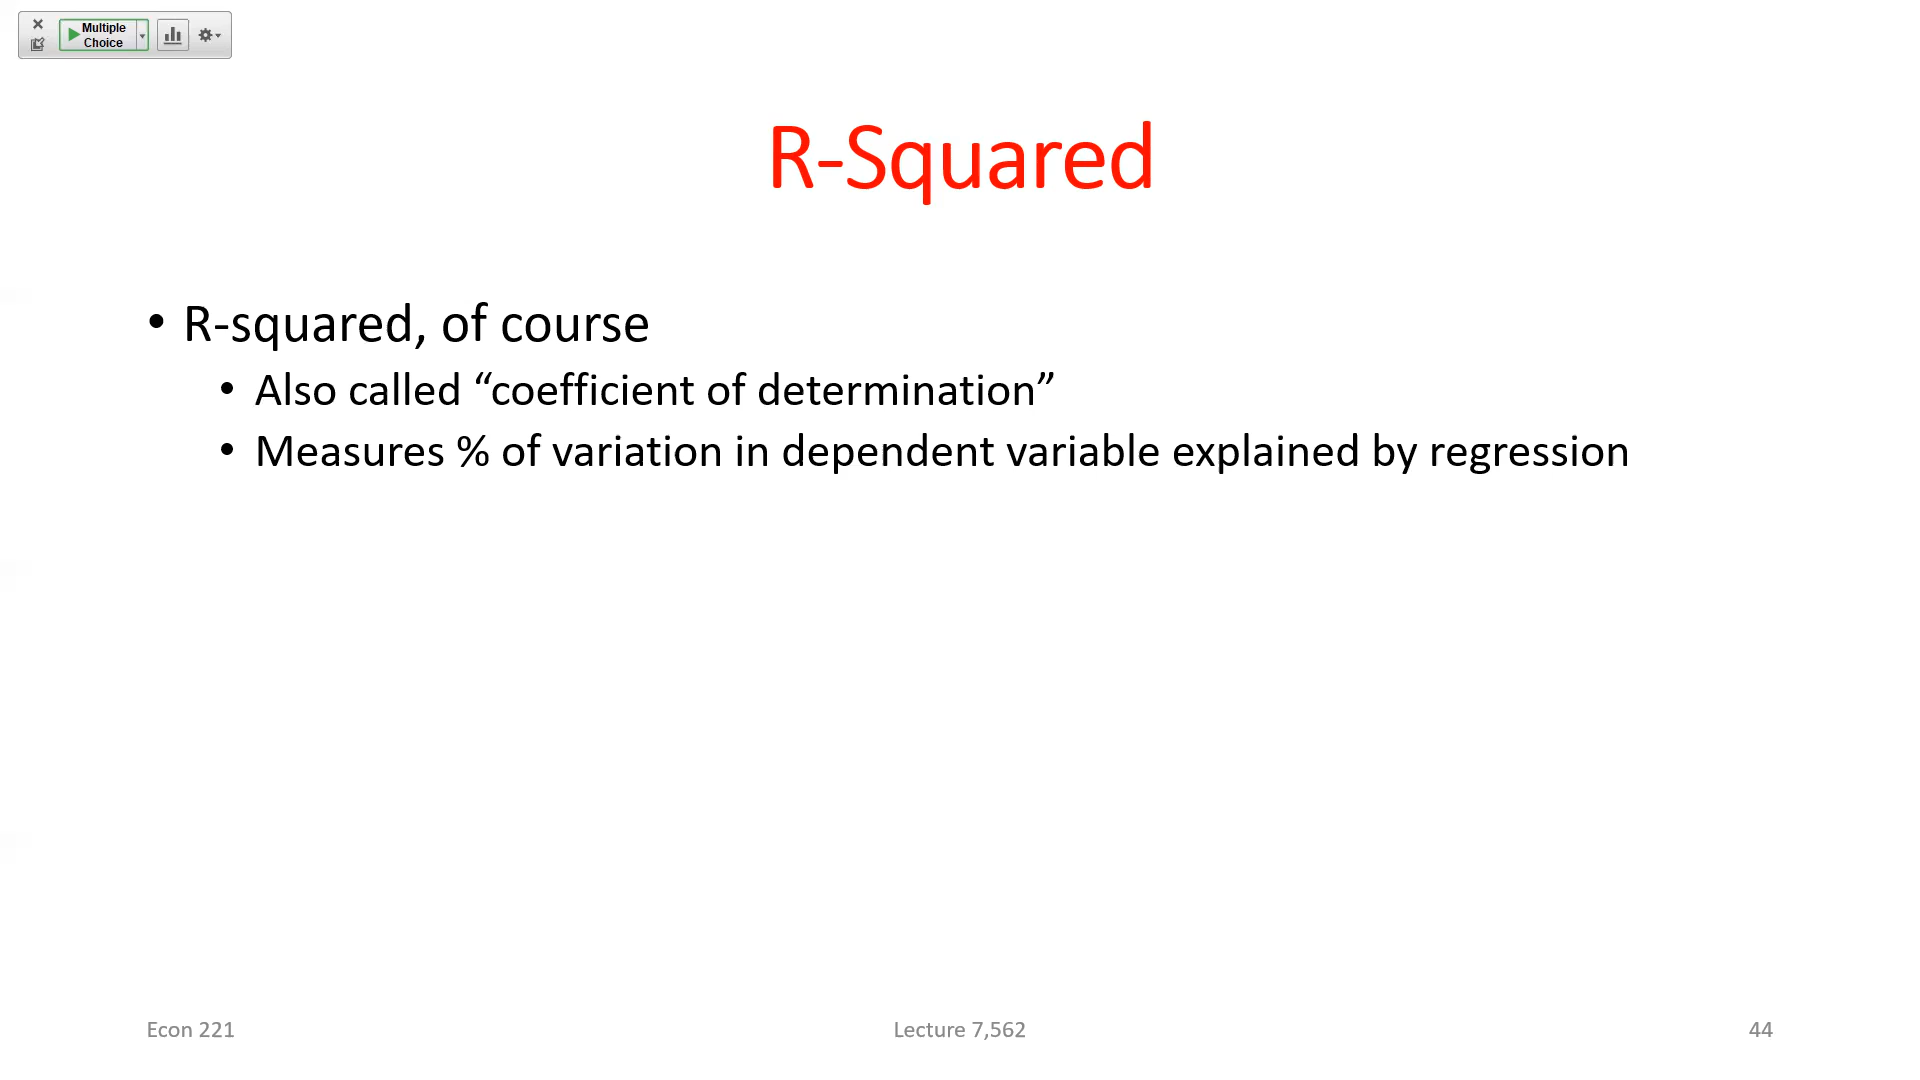 Multiple
Choice
R-Squared
• R-squared, of course
• Also called “coefficient of determination”
• Measures % of variation in dependent variable explained by regression
Econ 221
Lecture 7,562
44